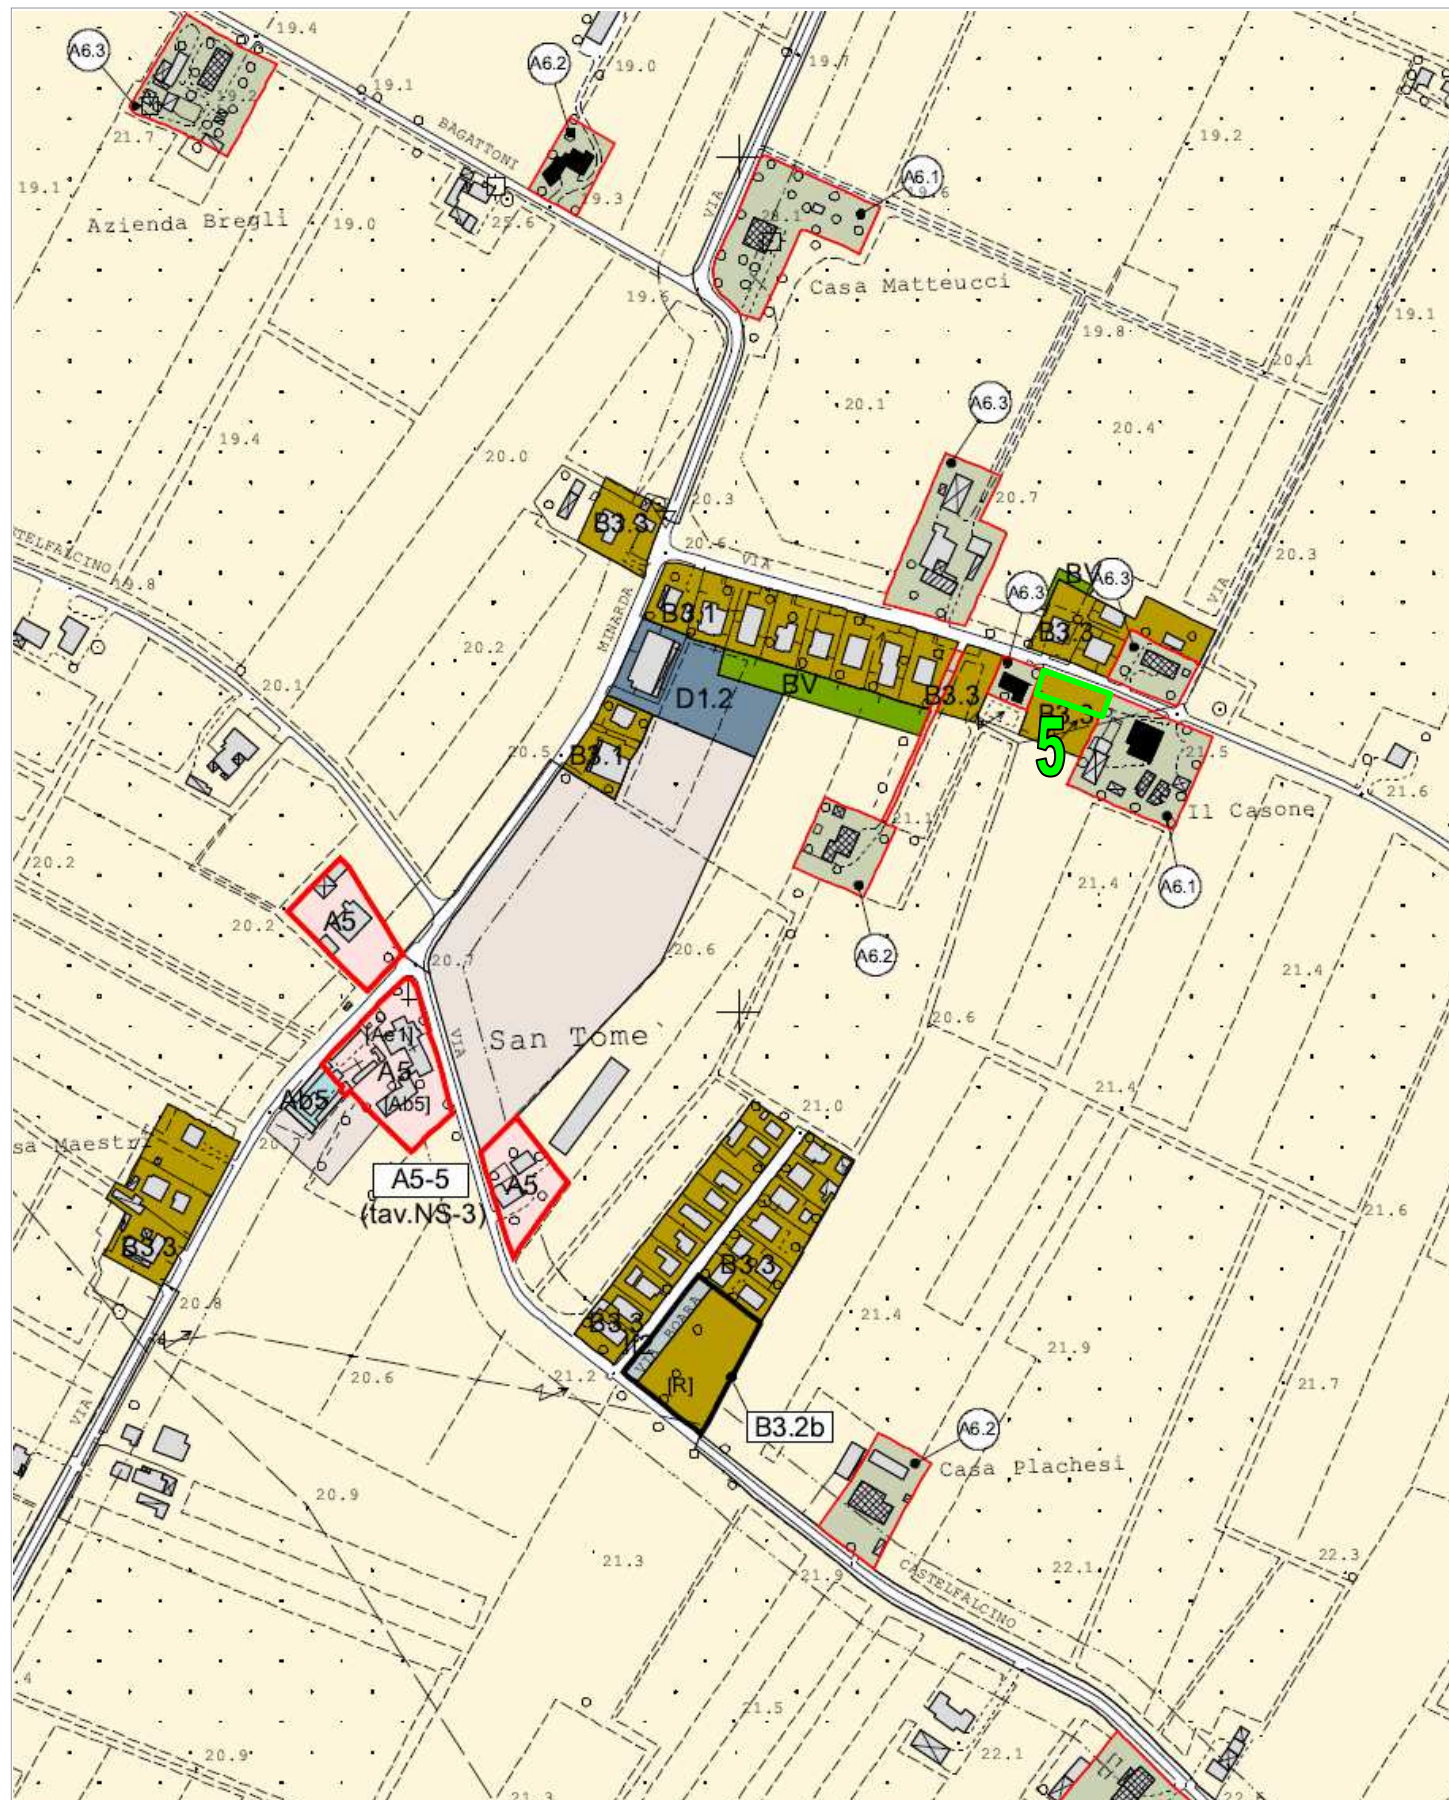 19.4
A6.3
A6.2
19.7
19.0
19.1
19.2
21.7
BAGATTONI
19.2
A6.1
19.6
19.1
19.3
VIA
Azienda Bregli
19.0
25.6
Casa Matteucci
19.6
19.8
19.1
20.1
A6.3
20.1
19.4
20.4
20.0
20.3
20.7
B3.3
20.6
VIA
20.3
19.8
BV
A6.3
A6.3
VIA
MINARDA
B3.1
B3.3
20.2
20.1
BV
D1.2
B3.3
B3.3
5
20.5
B3.1
21.5
21.6
Il Casone
21.1
20.2
21.4
A6.1
A5
20.2
20.7
20.6
A6.2
21.4
San Tome'
20.6
[Ae1]
VIA
A5
[Ab5]
Ab5
21.4
21.0
A5-5
A5
(tav.NS-3)
21.6
B3.3
B3.3
20.8
B3.3
21.4
VIA BOARA
21.9
20.6
21.2
21.7
[R]
VIA
B3.2b
A6.2
Casa Plachesi
20.9
21.3
22.3
21.9
22.1
CASTELFALCINO
21.5
20.9
22.1
21.3